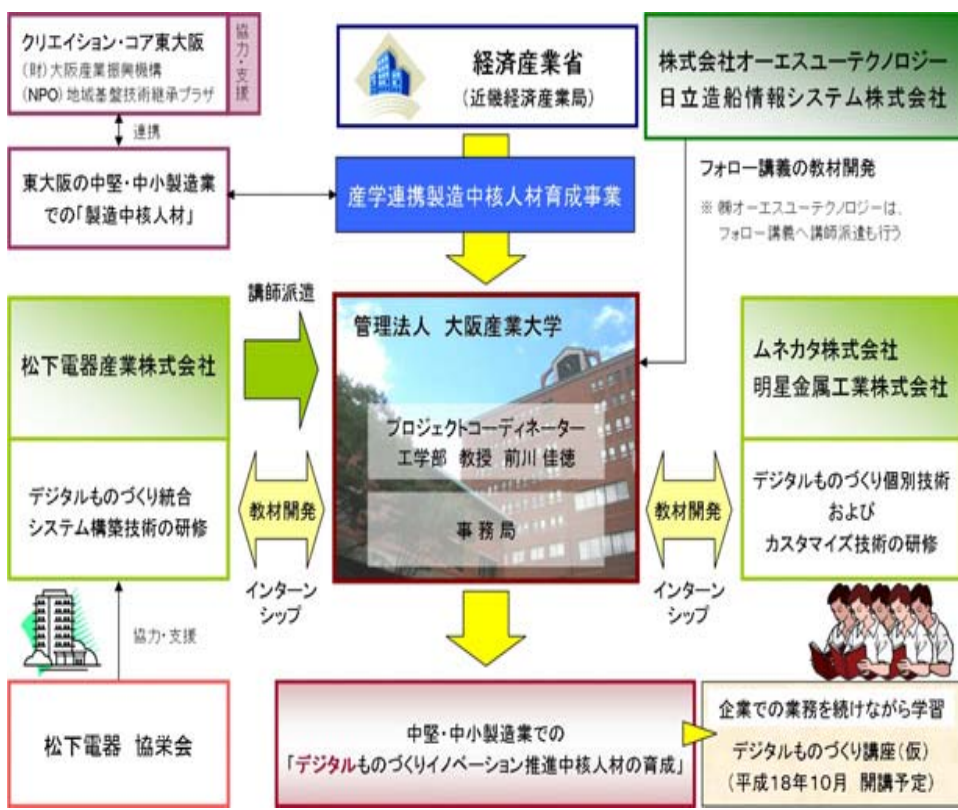 クリエイション・コア東大阪
(財)大阪産業振興機構
(NPO)地域基盤技術継承プラザ
協力・支援
経済産業省
(近畿経済産業局)
株式会社オーエスユーテクノロジー
日立造船情報システム株式会社
連携
東大阪の中堅・中小製造業
での「製造中核人材」
産学連携製造中核人材育成事業
フォロー講義の教材開発
※ ㈱オーエスユーテクノロジーは、
フォロー講義へ講師派遣も行う
講師派遣
管理法人 大阪産業大学
松下電器産業株式会社
ムネカタ株式会社
明星金属工業株式会社
プロジェクトコーディネーター
工学部 教授 前川 佳徳
事務局
デジタルものづくり統合
システム構築技術の研修
教材開発
インターン
シップ
教材開発
インターン
シップ
デジタルものづくり個別技術
および
カスタマイズ技術の研修
協力・支援
松下電器 協栄会
中堅・中小製造業での
「デジタルものづくりイノベーション推進中核人材の育成」
企業での業務を続けながら学習
デジタルものづくり講座(仮)
(平成18年10月 開講予定)